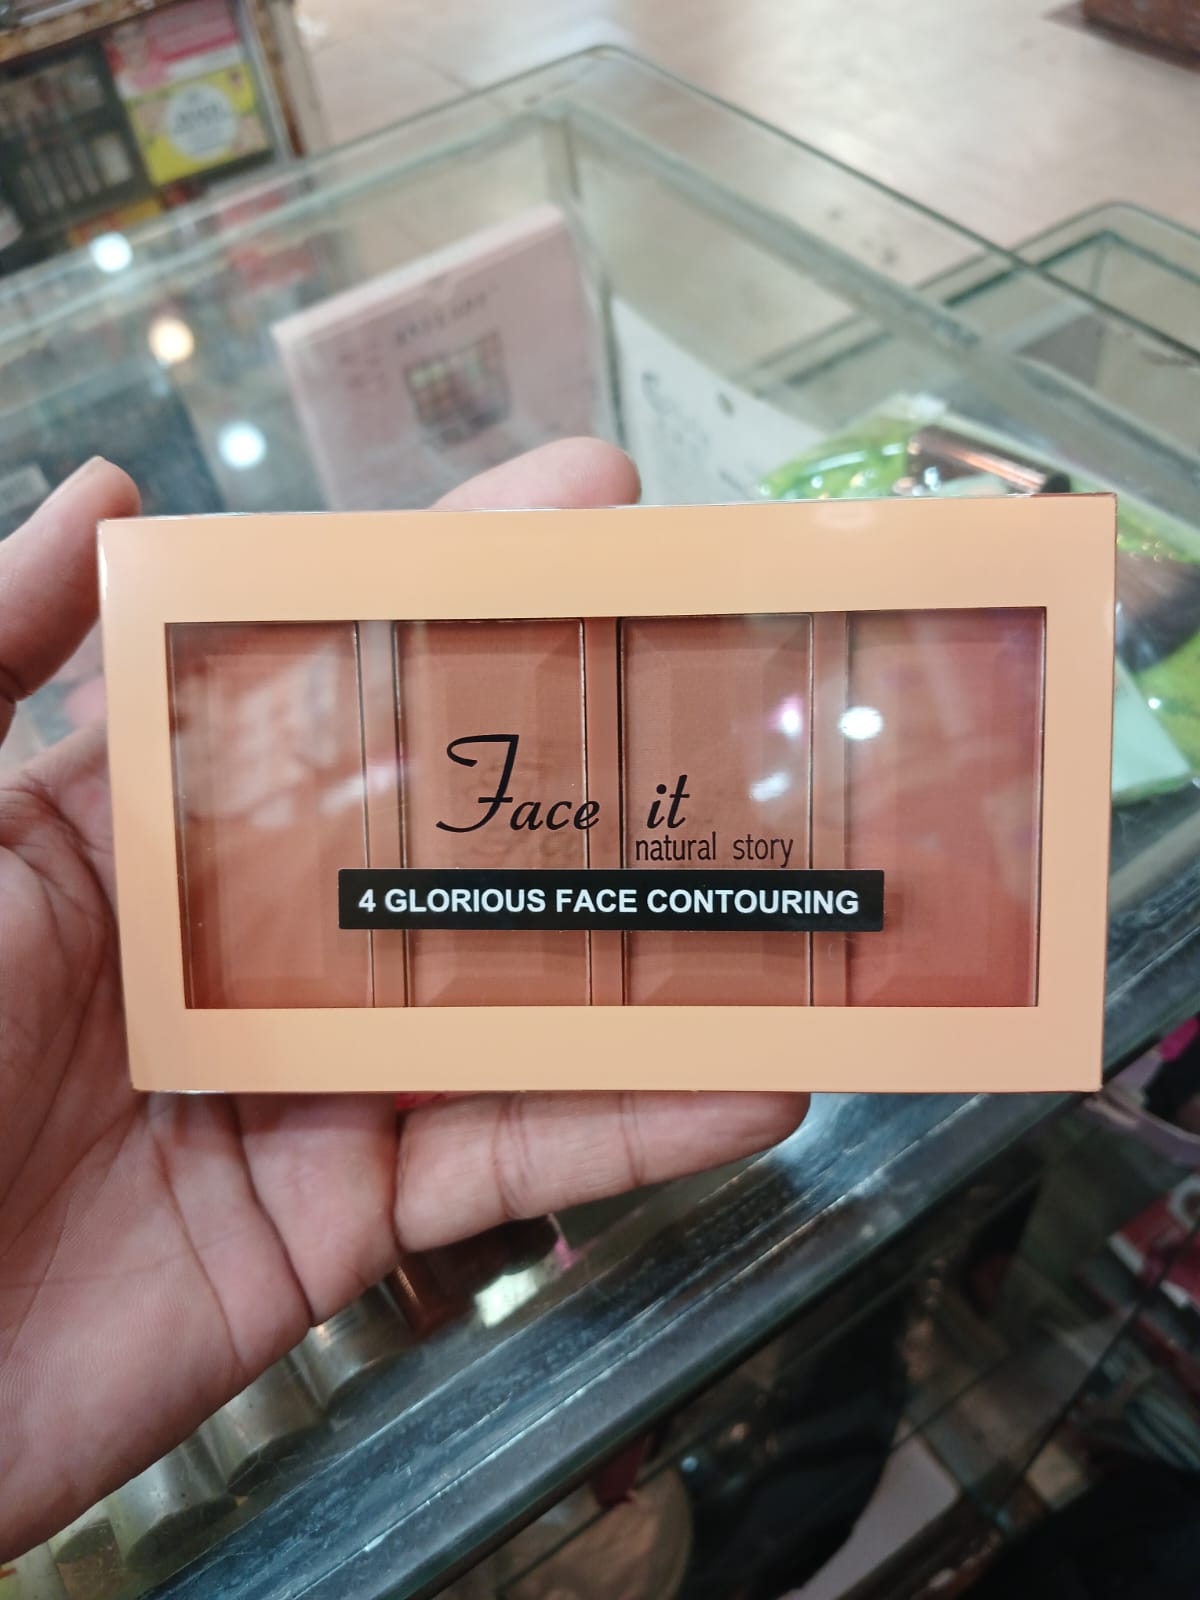 Face it
natural story
4 GLORIOUS FACE CONTOURING